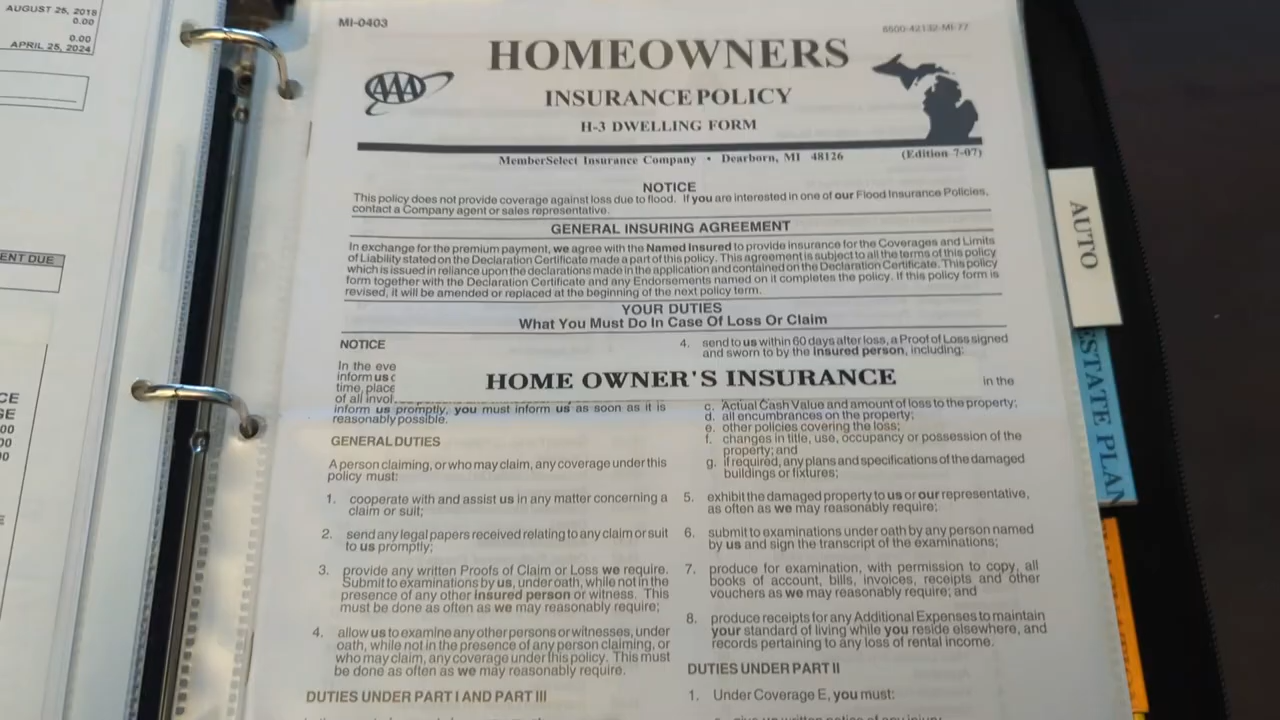 AUGUST 25, 2018
0.00
0.00
APRIL 25, 2024
ENT DUE
CE
GE
00
00
00
MI-0403
HOMEOWNERS
AAA
INSURANCE POLICY
H-3 DWELLING FORM
MemberSelect Insurance Company • Dearborn, MI 48126
(Edition 7-07)
NOTICE
This policy does not provide coverage against loss due to flood. If you are interested in one of our Flood Insurance Policies,
contact a Company agent or sales representative.
GENERAL INSURING AGREEMENT
In exchange for the premium payment, we agree with the Named Insured to provide insurance for the Coverages and Limits
of Liability stated on the Declaration Certificate made a part of this policy. This agreement is subject to all the terms of this policy
which is issued in reliance upon the declarations made in the application and contained on the Declaration Certificate. This policy
form together with the Declaration Certificate and any Endorsements named on it completes the policy. If this policy form is
revised, it will be amended or replaced at the beginning of the next policy term.
YOUR DUTIES
What You Must Do In Case Of Loss Or Claim
NOTICE
In the eve
inform us
time, place
of all invol
HOME OWNER'S INSURANCE
inform us promptly, you must inform us as soon as it is
reasonably possible.
GENERAL DUTIES
A person claiming, or who may claim, any coverage under this
policy must:
1. cooperate with and assist us in any matter concerning a
claim or suit;
2. send any legal papers received relating to any claim or suit
to us promptly;
3. provide any written Proofs of Claim or Loss we require.
Submit to examinations by us, under oath, while not in the
presence of any other insured person or witness. This
must be done as often as we may reasonably require;
4. allow us to examine any other persons or witnesses, under
oath, while not in the presence of any person claiming, or
who may claim, any coverage under this policy. This must
be done as often as we may reasonably require.
DUTIES UNDER PART I AND PART III
4. send to us within 60 days after loss, a Proof of Loss signed
and sworn to by the insured person, including:
in the
c. Actual Cash Value and amount of loss to the property;
d. all encumbrances on the property;
e. other policies covering the loss;
f. changes in title, use, occupancy or possession of the
property; and
g. if required, any plans and specifications of the damaged
buildings or fixtures;
5. exhibit the damaged property to us or our representative,
as often as we may reasonably require;
6. submit to examinations under oath by any person named
by us and sign the transcript of the examinations;
7. produce for examination, with permission to copy, all
books of account, bills, invoices, receipts and other
vouchers as we may reasonably require; and
8. produce receipts for any Additional Expenses to maintain
your standard of living while you reside elsewhere, and
records pertaining to any loss of rental income.
DUTIES UNDER PART II
1. Under Coverage E, you must:
AUTO
ESTATE PLAN